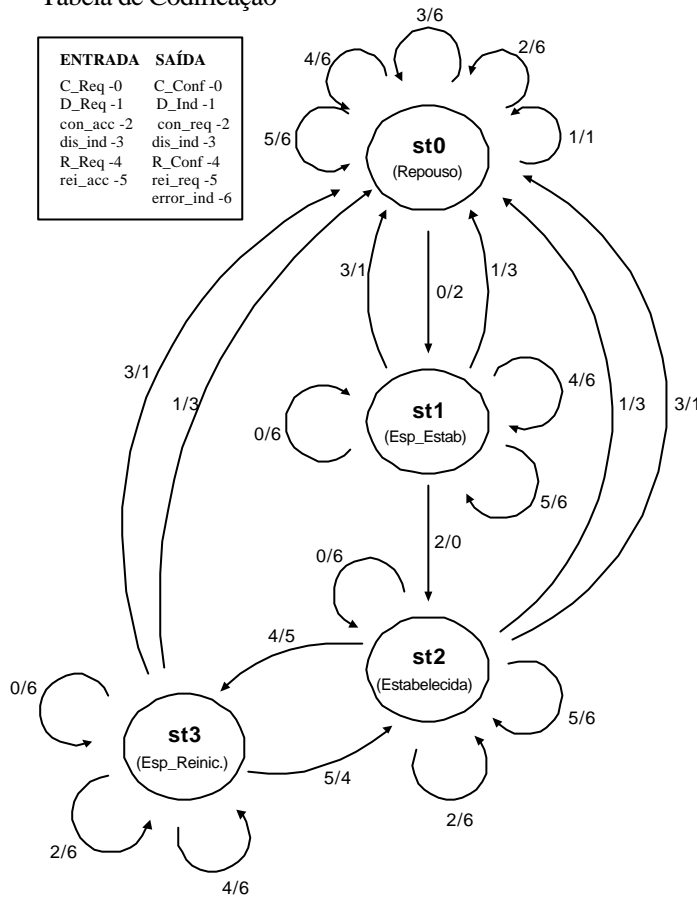 Tabela de Codificação
ENTRADA SAÍDA
C_Req -0 C_Conf -0
D_Req -1 D_Ind -1
con_acc -2 con_req -2
dis_ind -3 dis_ind -3
R_Req -4 R_Conf -4
rei_acc -5 rei_req -5
error_ind -6
3/6
4/6
2/6
5/6
1/1
st0
(Repouso)
3/1
1/3
0/2
3/1
1/3
4/6
1/3
3/1
st1
(Esp_Estab)
0/6
5/6
2/0
0/6
4/5
st2
(Estabelecida)
5/6
0/6
st3
(Esp_Reinic.)
5/4
2/6
2/6
4/6